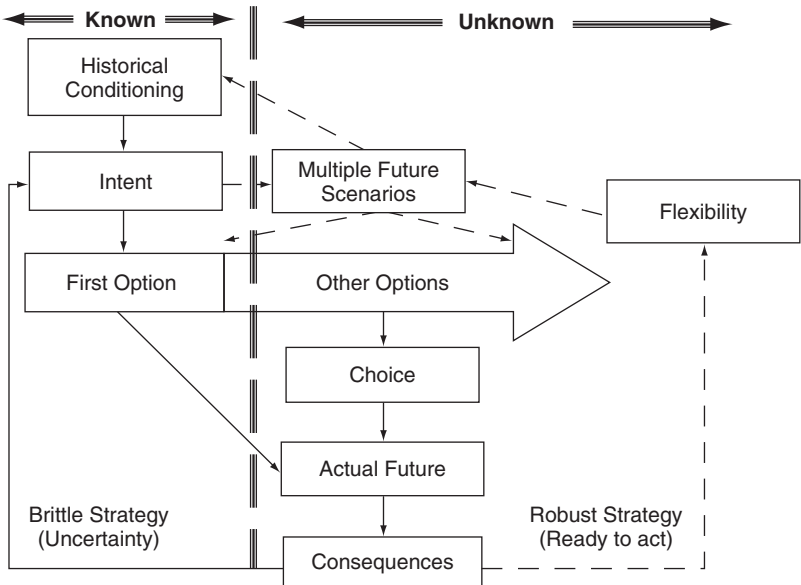 Known
Unknown
Historical
Conditioning
Intent
Multiple Future
Scenarios
Flexibility
First Option
Other Options
Choice
Actual Future
Brittle Strategy
(Uncertainty)
Robust Strategy
(Ready to act)
Consequences